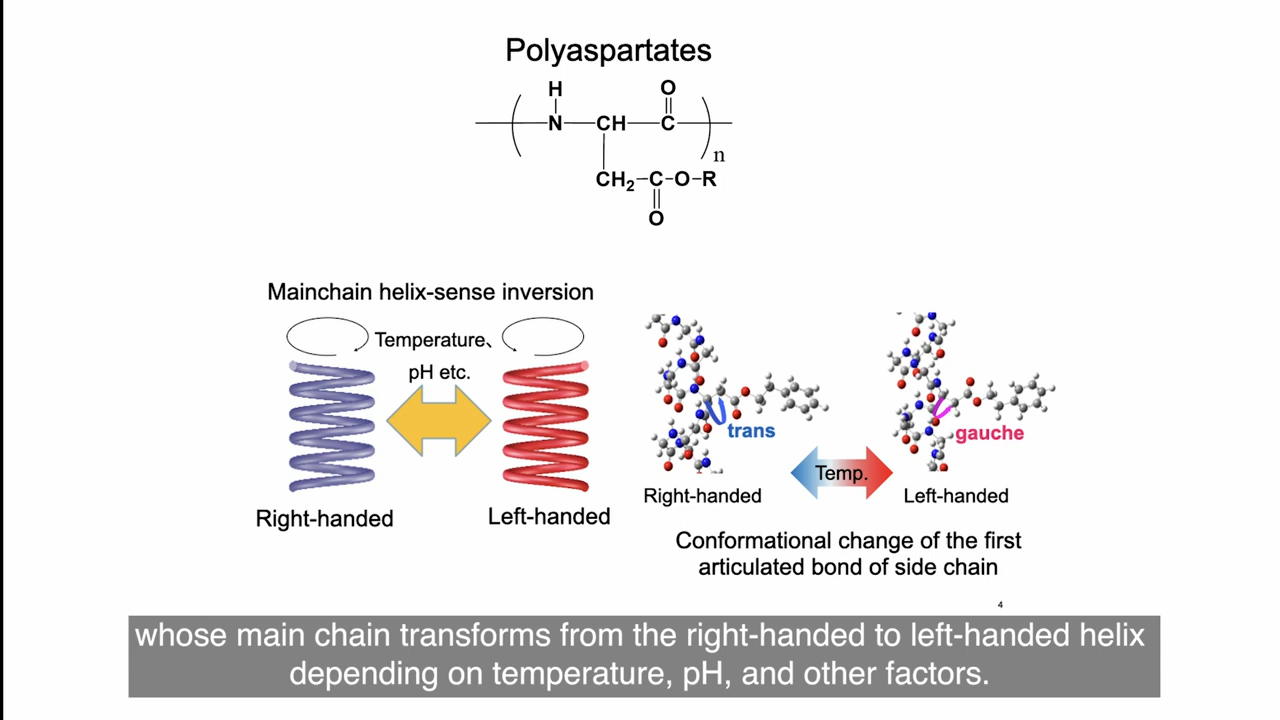 Polyaspartates
H
O
N
CH
C
n
CH₂–C–O–R
O
Mainchain helix-sense inversion
Temperature、
pH etc.
Right-handed
Left-handed
trans
gauche
Temp.
Right-handed
Left-handed
Conformational change of the first
articulated bond of side chain
4
whose main chain transforms from the right-handed to left-handed helix
depending on temperature, pH, and other factors.